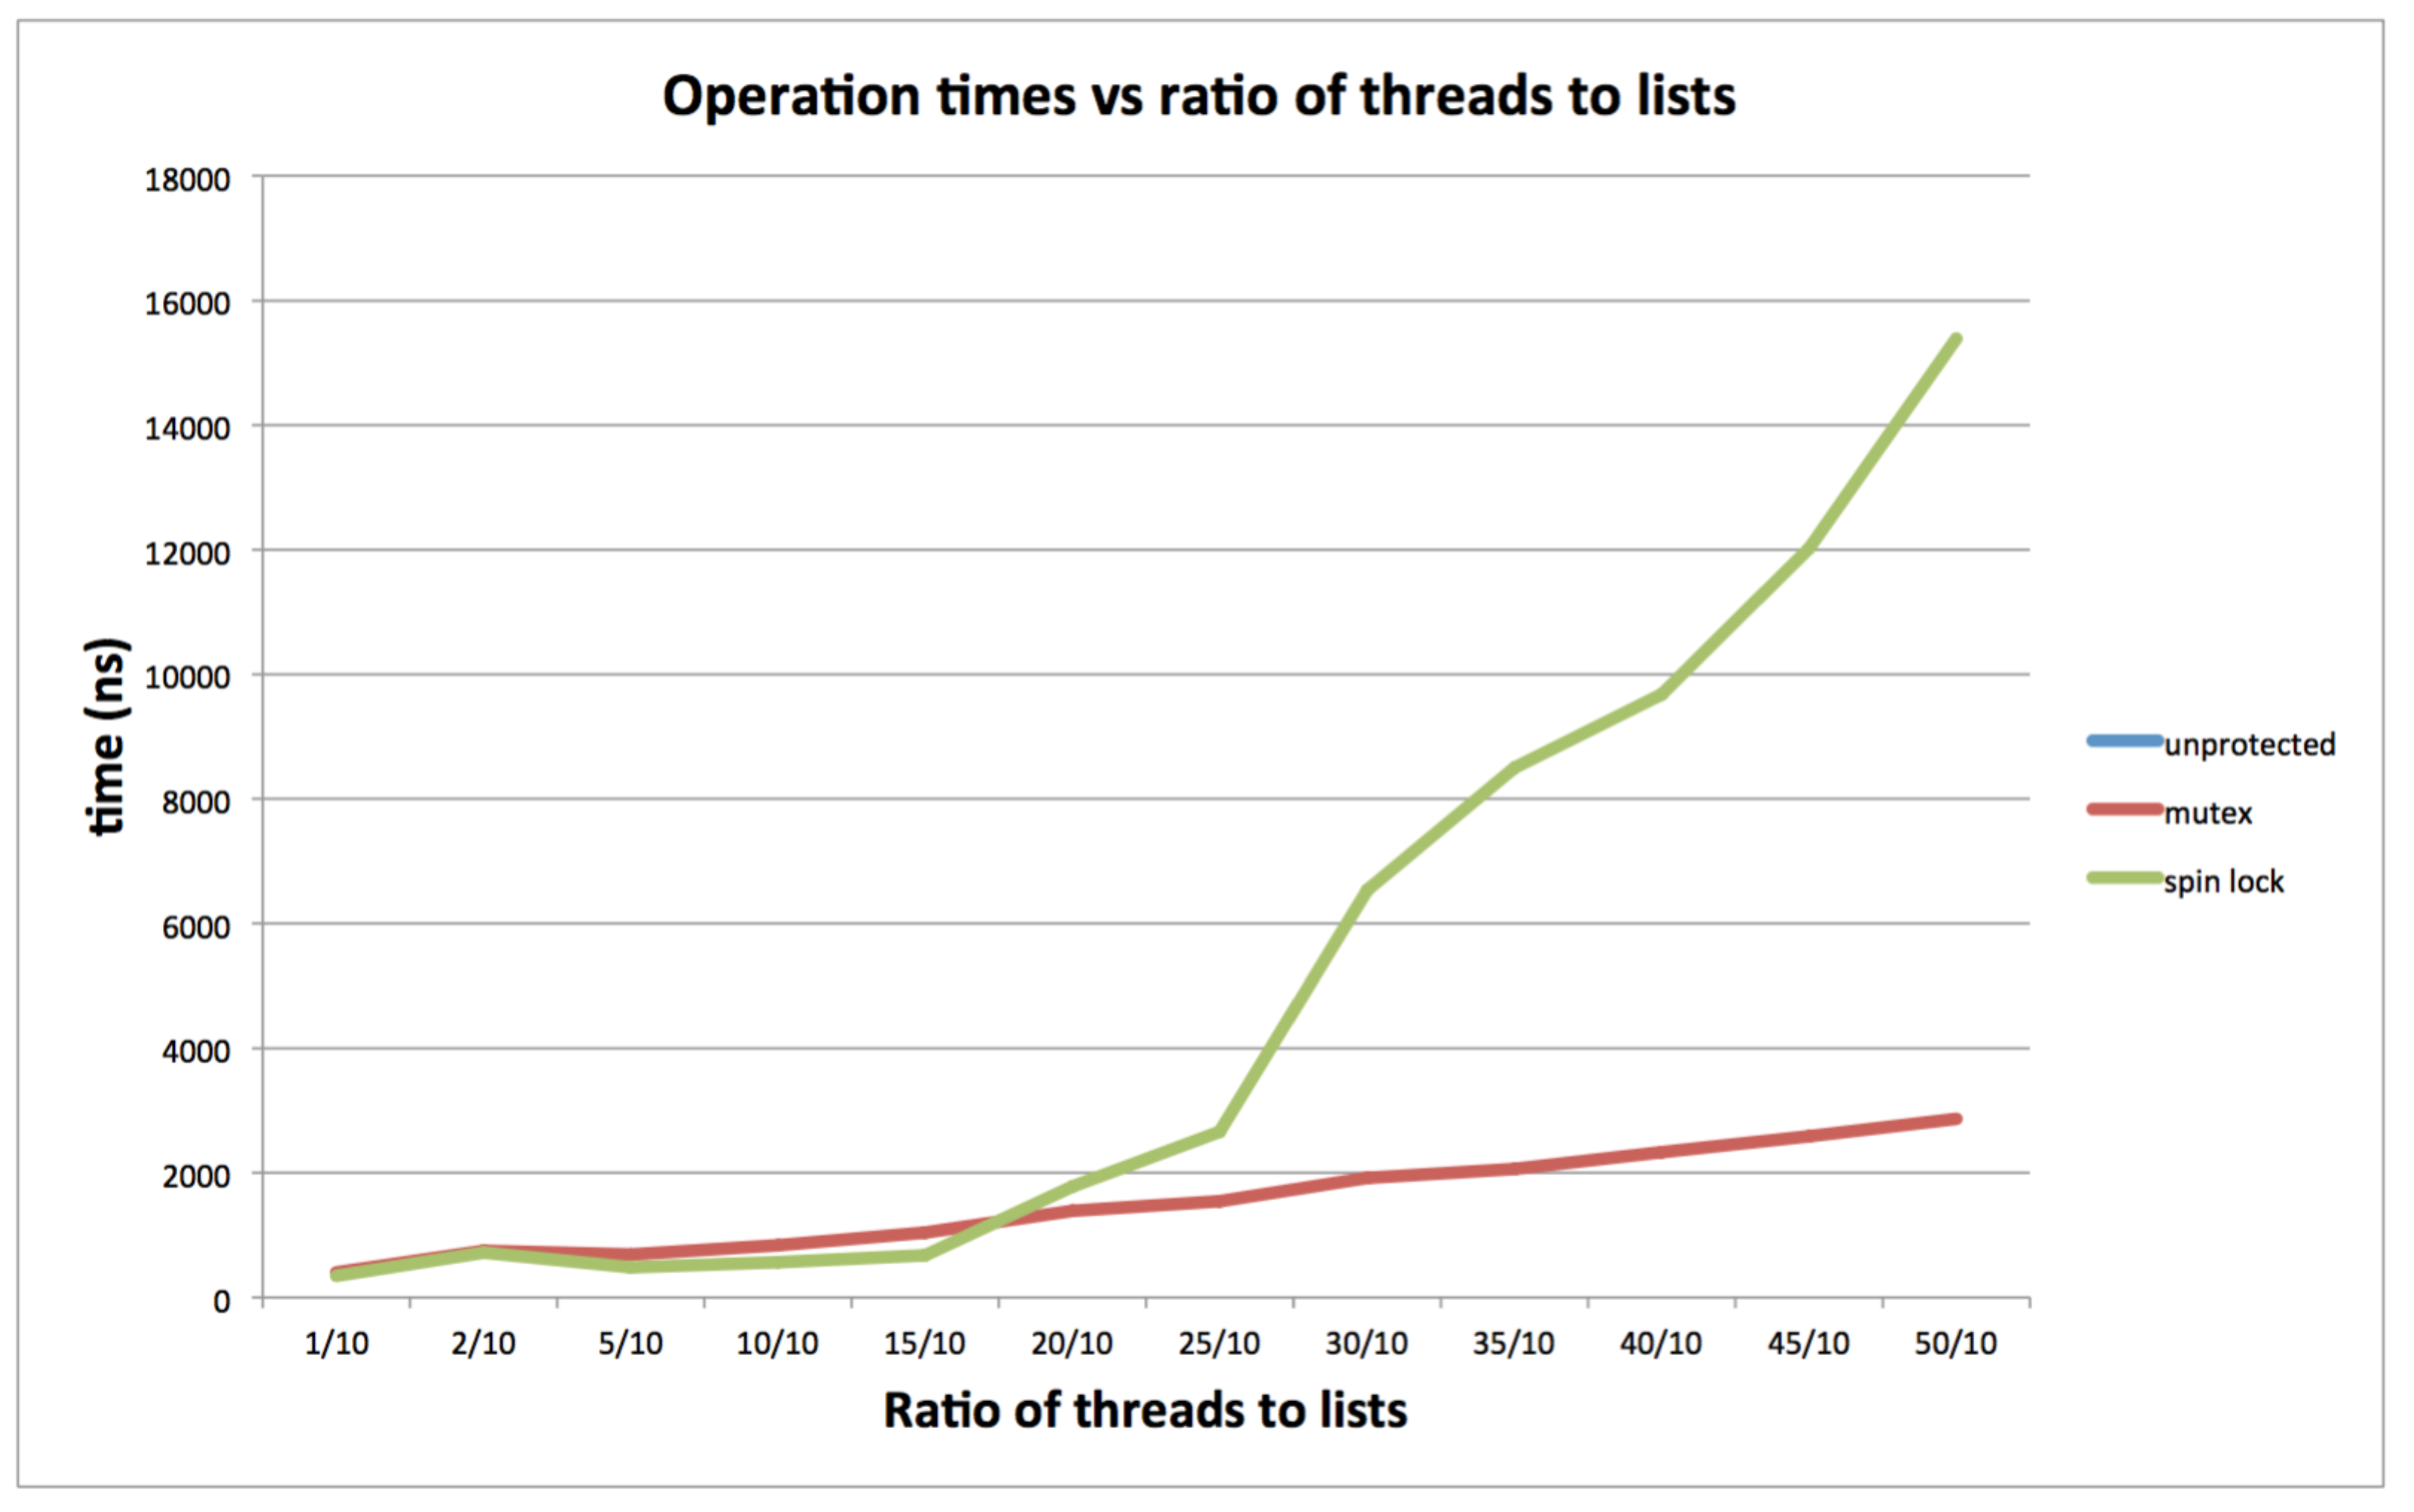 Operation times vs ratio of threads to lists
18000
16000
14000
12000
10000
8000
6000
4000
2000
0
time (ns)
1/10 2/10 5/10 10/10 15/10 20/10 25/10 30/10 35/10 40/10 45/10 50/10
Ratio of threads to lists
unprotected
mutex
spin lock